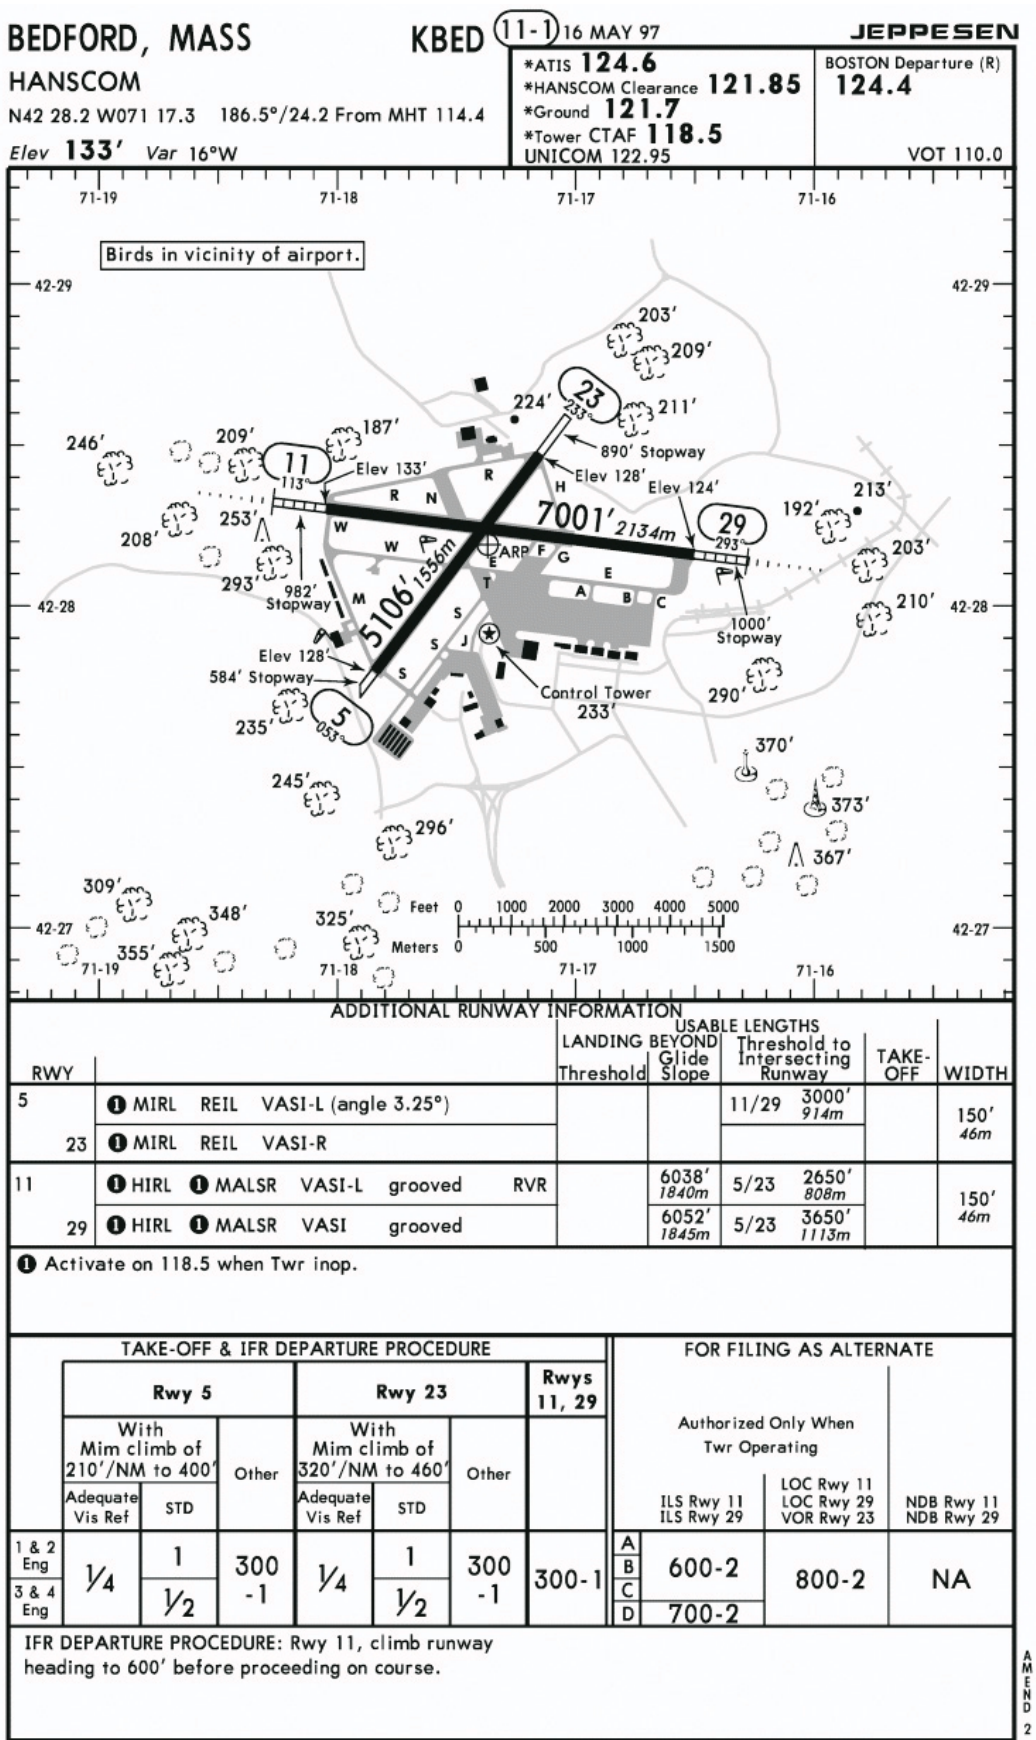 BEDFORD, MASS
KBED 11-1 16 MAY 97
JEPPESEN
HANSCOM
N42 28.2 W071 17.3 186.5°/24.2 From MHT 114.4
Elev 133' Var 16°W
*ATIS 124.6
*HANSCOM Clearance 121.85
*Ground 121.7
*Tower CTAF 118.5
UNICOM 122.95
BOSTON Departure (R)
124.4
VOT 110.0
71-19 71-18 71-17 71-16
Birds in vicinity of airport.
42-29 42-29
203'
209'
23
233°
224'
211'
187'
209'
246'
890' Stopway
11
113°
Elev 133'
Elev 128'
R
H
Elev 124'
R N
213'
7001' 2134m
29
293°
192'
253'
208'
W
W
ARP
F
G
203'
E
E
293'
982'
Stopway
T
A B C
M
210'
42-28 42-28
5106' 1556m
S
1000'
Stopway
S J
Elev 128'
584' Stopway
S
Control Tower
233'
290'
235'
5
053°
370'
245'
373'
296'
367'
309'
348'
325'
355'
Feet 0 1000 2000 3000 4000 5000
Meters 0 500 1000 1500
42-27 42-27
71-19 71-18 71-17 71-16
ADDITIONAL RUNWAY INFORMATION
USABLE LENGTHS
LANDING BEYOND
RWY
Threshold
Glide
Slope
Threshold to
Intersecting
Runway
TAKE-
OFF
WIDTH
5 ❶ MIRL REIL VASI-L (angle 3.25°) 11/29 3000'
914m
23 ❶ MIRL REIL VASI-R
150'
46m
11 ❶ HIRL ❶ MALSR VASI-L grooved RVR 6038' 5/23 2650'
1840m 808m
29 ❶ HIRL ❶ MALSR VASI grooved 6052' 5/23 3650'
1845m 1113m
150'
46m
❶ Activate on 118.5 when Twr inop.
TAKE-OFF & IFR DEPARTURE PROCEDURE
Rwy 5
Rwy 23
Rwys
11, 29
With
Mim climb of
210'/NM to 400'
Other
With
Mim climb of
320'/NM to 460'
Other
Adequate
Vis Ref
STD
Adequate
Vis Ref
STD
1 & 2
Eng
3 & 4
Eng
1/4
1
1/2
300
-1
1/4
1
1/2
300
-1
300-1
FOR FILING AS ALTERNATE
Authorized Only When
Twr Operating
ILS Rwy 11
ILS Rwy 29
LOC Rwy 11
LOC Rwy 29
VOR Rwy 23
NDB Rwy 11
NDB Rwy 29
A
B
C
D
600-2
700-2
800-2
NA
IFR DEPARTURE PROCEDURE: Rwy 11, climb runway
heading to 600' before proceeding on course.
AMEND 2